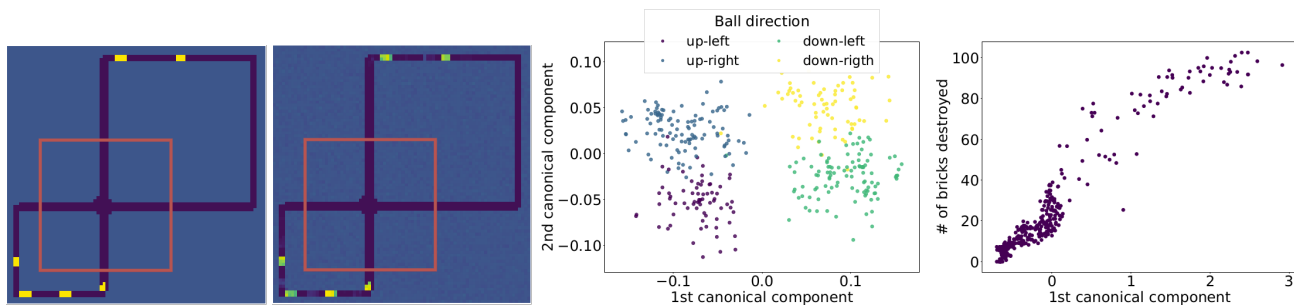 Ball direction
up-left
down-left
up-right
down-rigth
2nd canonical component
0.10
0.05
0.00
−0.05
−0.10
−0.1
0.0
0.1
1st canonical component
# of bricks destroyed
100
80
60
40
20
0
0
1
2
3
1st canonical component